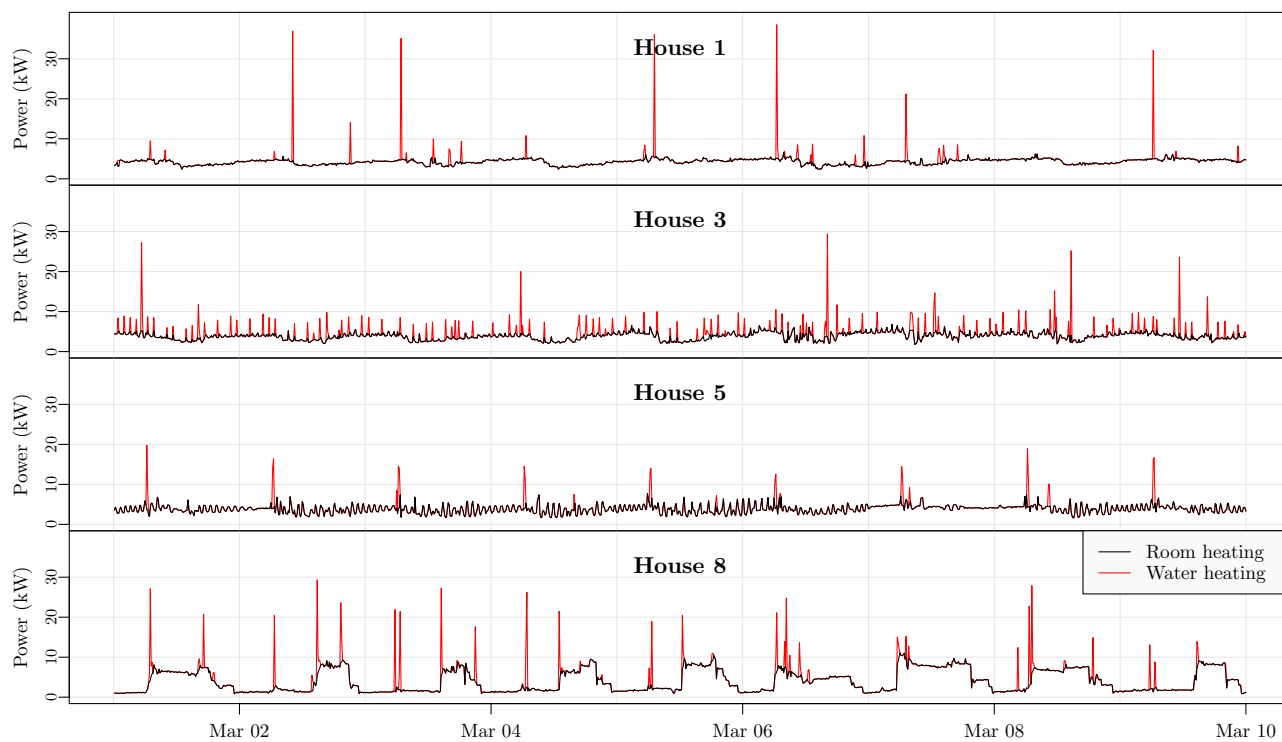 House 1
Power (kW)
0
10
20
30
House 3
Power (kW)
0
10
20
30
House 5
Power (kW)
0
10
20
30
House 8
Power (kW)
0
10
20
30
Room heating
Water heating
Mar 02
Mar 04
Mar 06
Mar 08
Mar 10